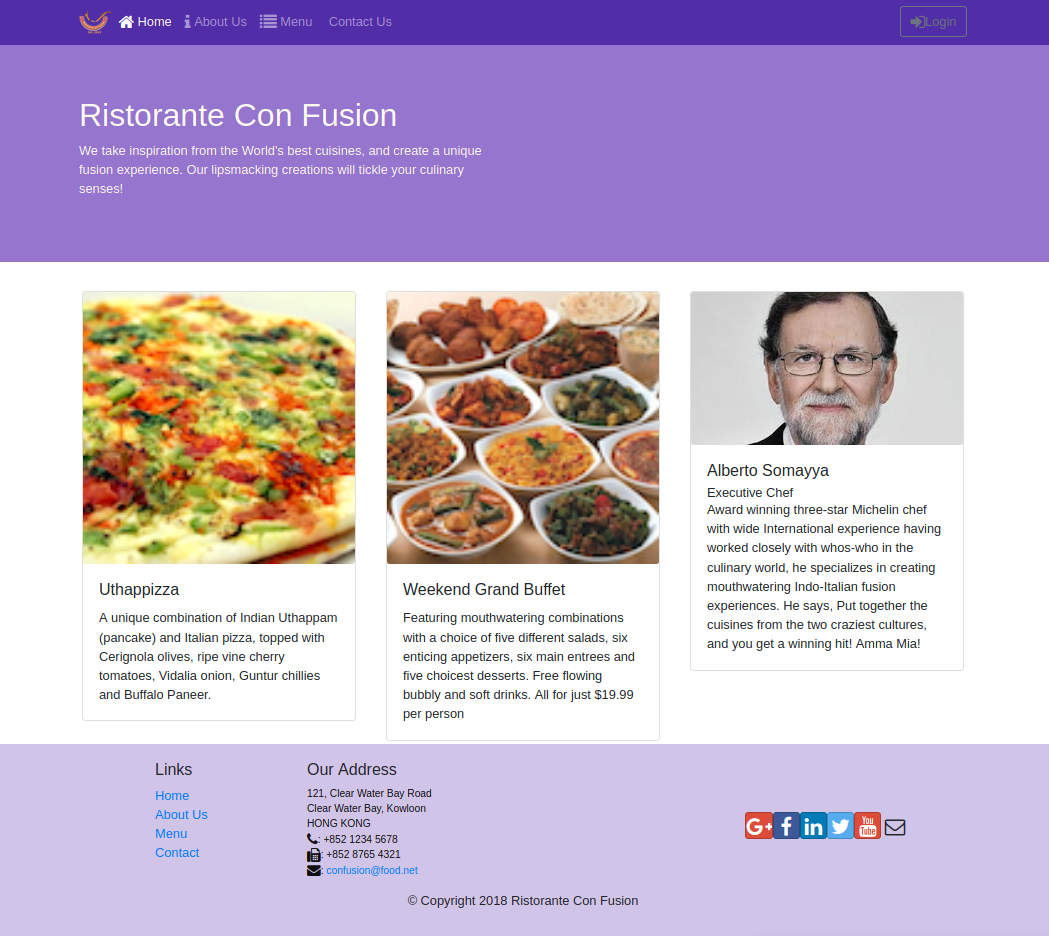 Home
About Us
Menu
Contact Us
Login
Ristorante Con Fusion
We take inspiration from the World's best cuisines, and create a unique
fusion experience. Our lipsmacking creations will tickle your culinary
senses!
Uthappizza
A unique combination of Indian Uthappam
(pancake) and Italian pizza, topped with
Cerignola olives, ripe vine cherry
tomatoes, Vidalia onion, Guntur chillies
and Buffalo Paneer.
Weekend Grand Buffet
Featuring mouthwatering combinations
with a choice of five different salads, six
enticing appetizers, six main entrees and
five choicest desserts. Free flowing
bubbly and soft drinks. All for just $19.99
per person
Alberto Somayya
Executive Chef
Award winning three-star Michelin chef
with wide International experience having
worked closely with whos-who in the
culinary world, he specializes in creating
mouthwatering Indo-Italian fusion
experiences. He says, Put together the
cuisines from the two craziest cultures,
and you get a winning hit! Amma Mia!
Links
Home
About Us
Menu
Contact
Our Address
121, Clear Water Bay Road
Clear Water Bay, Kowloon
HONG KONG
: +852 1234 5678
: +852 8765 4321
: confusion@food.net
G+
f
in
You
Tube
© Copyright 2018 Ristorante Con Fusion